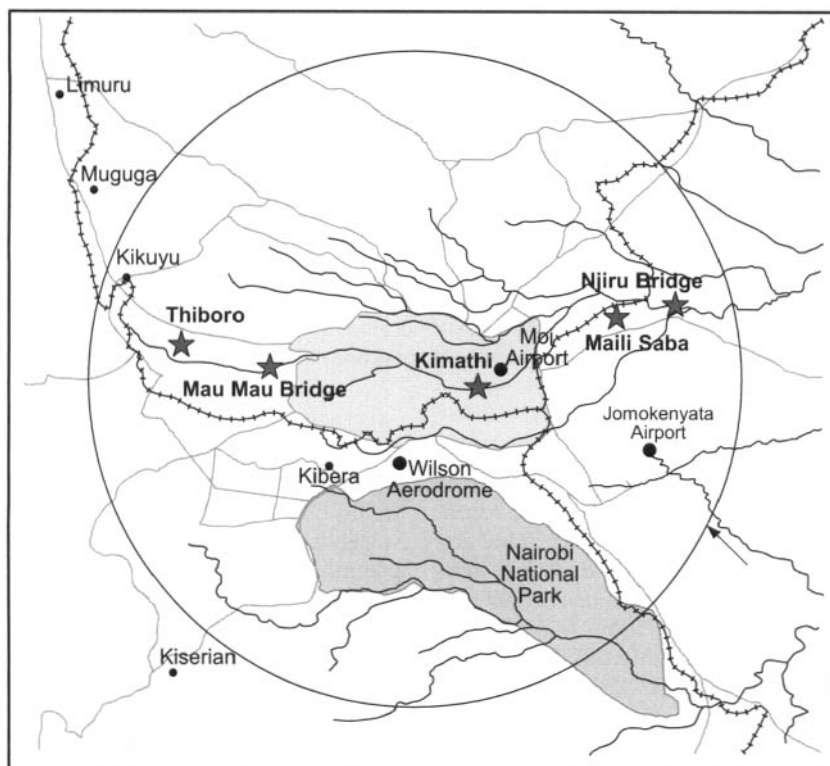 Limuru
Muguga
Kikuyu
Njiru Bridge
Thiboro
Moi
Airport
Kimathi
Maili Saba
Mau Mau Bridge
Jomokenyata
Airport
Kibera
Wilson
Aerodrome
Nairobi
National
Park
Kiserian